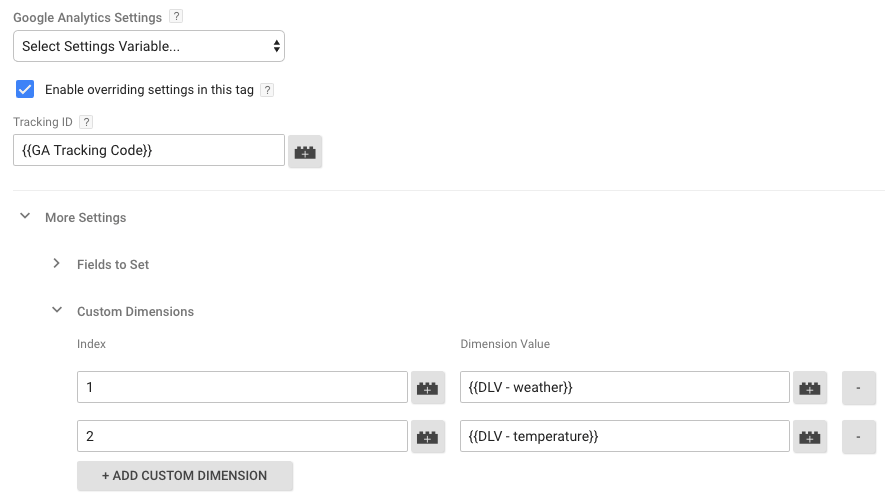 Google Analytics Settings ?
Select Settings Variable...
Enable overriding settings in this tag ?
Tracking ID ?
{{GA Tracking Code}}
More Settings
Fields to Set
Custom Dimensions
Index Dimension Value
1 {{DLV - weather}} -
2 {{DLV - temperature}} -
+ ADD CUSTOM DIMENSION